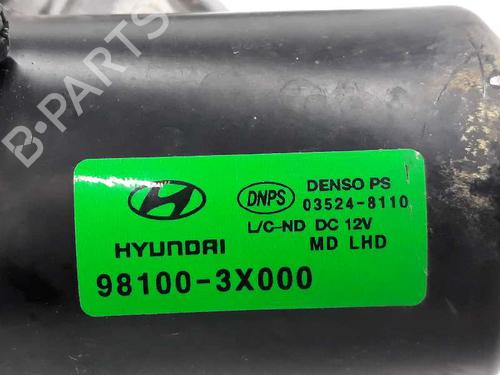 B-PARTS
DNPS
DENSO PS
03524-8110
L/C-ND DC 12V
HYUNDAI
MD LHD
98100-3X000